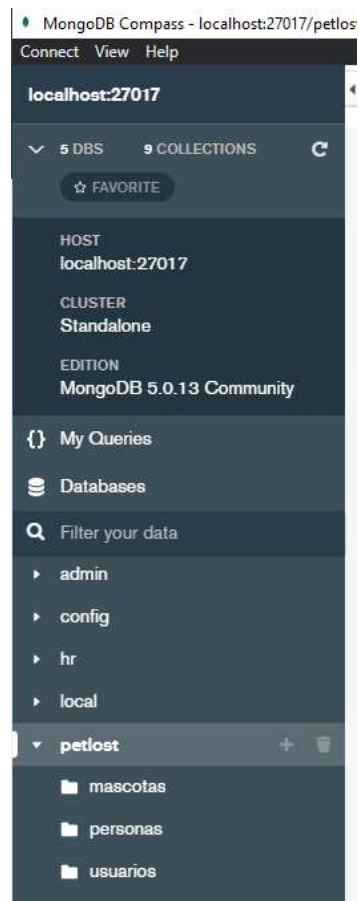 MongoDB Compass - localhost:27017/petlost
Connect View Help
localhost:27017
5 DBS 9 COLLECTIONS
☆ FAVORITE
HOST
localhost:27017
CLUSTER
Standalone
EDITION
MongoDB 5.0.13 Community
{} My Queries
Databases
Filter your data
admin
config
hr
local
petlost
mascotas
personas
usuarios